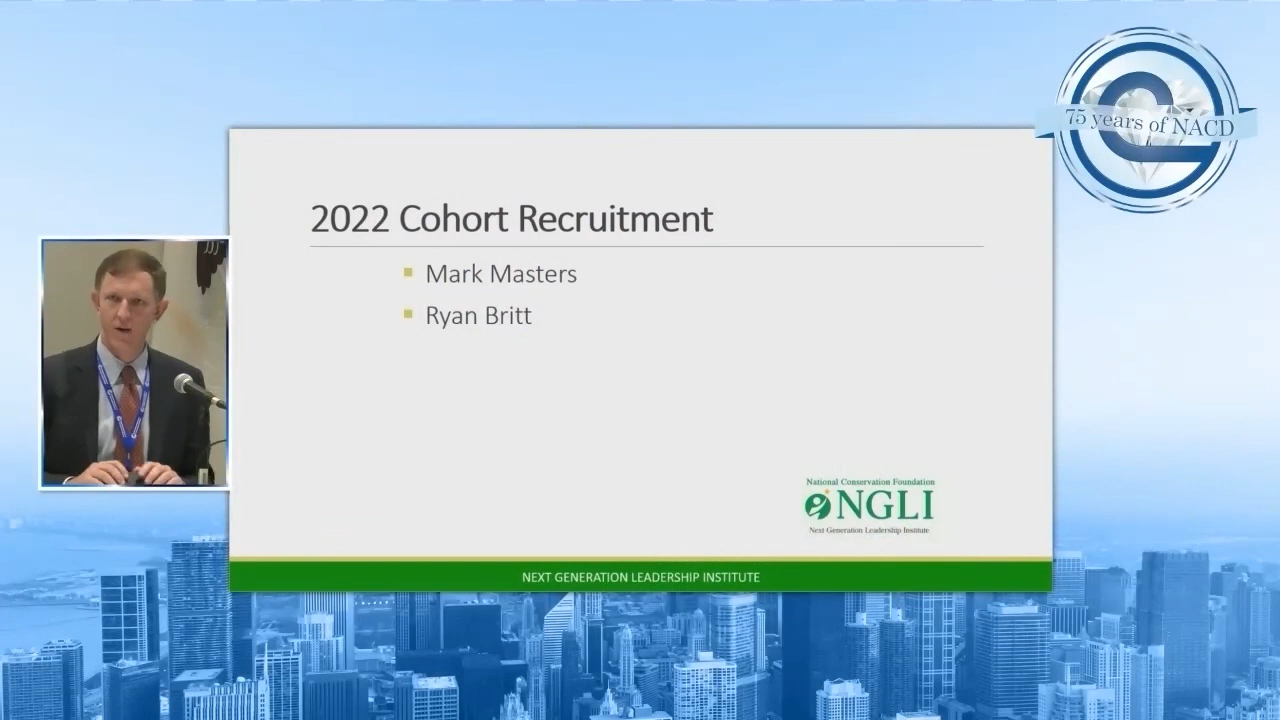 75 years of NACD
2022 Cohort Recruitment
Mark Masters
Ryan Britt
National Conservation Foundation
NGLI
Next Generation Leadership Institute
NEXT GENERATION LEADERSHIP INSTITUTE